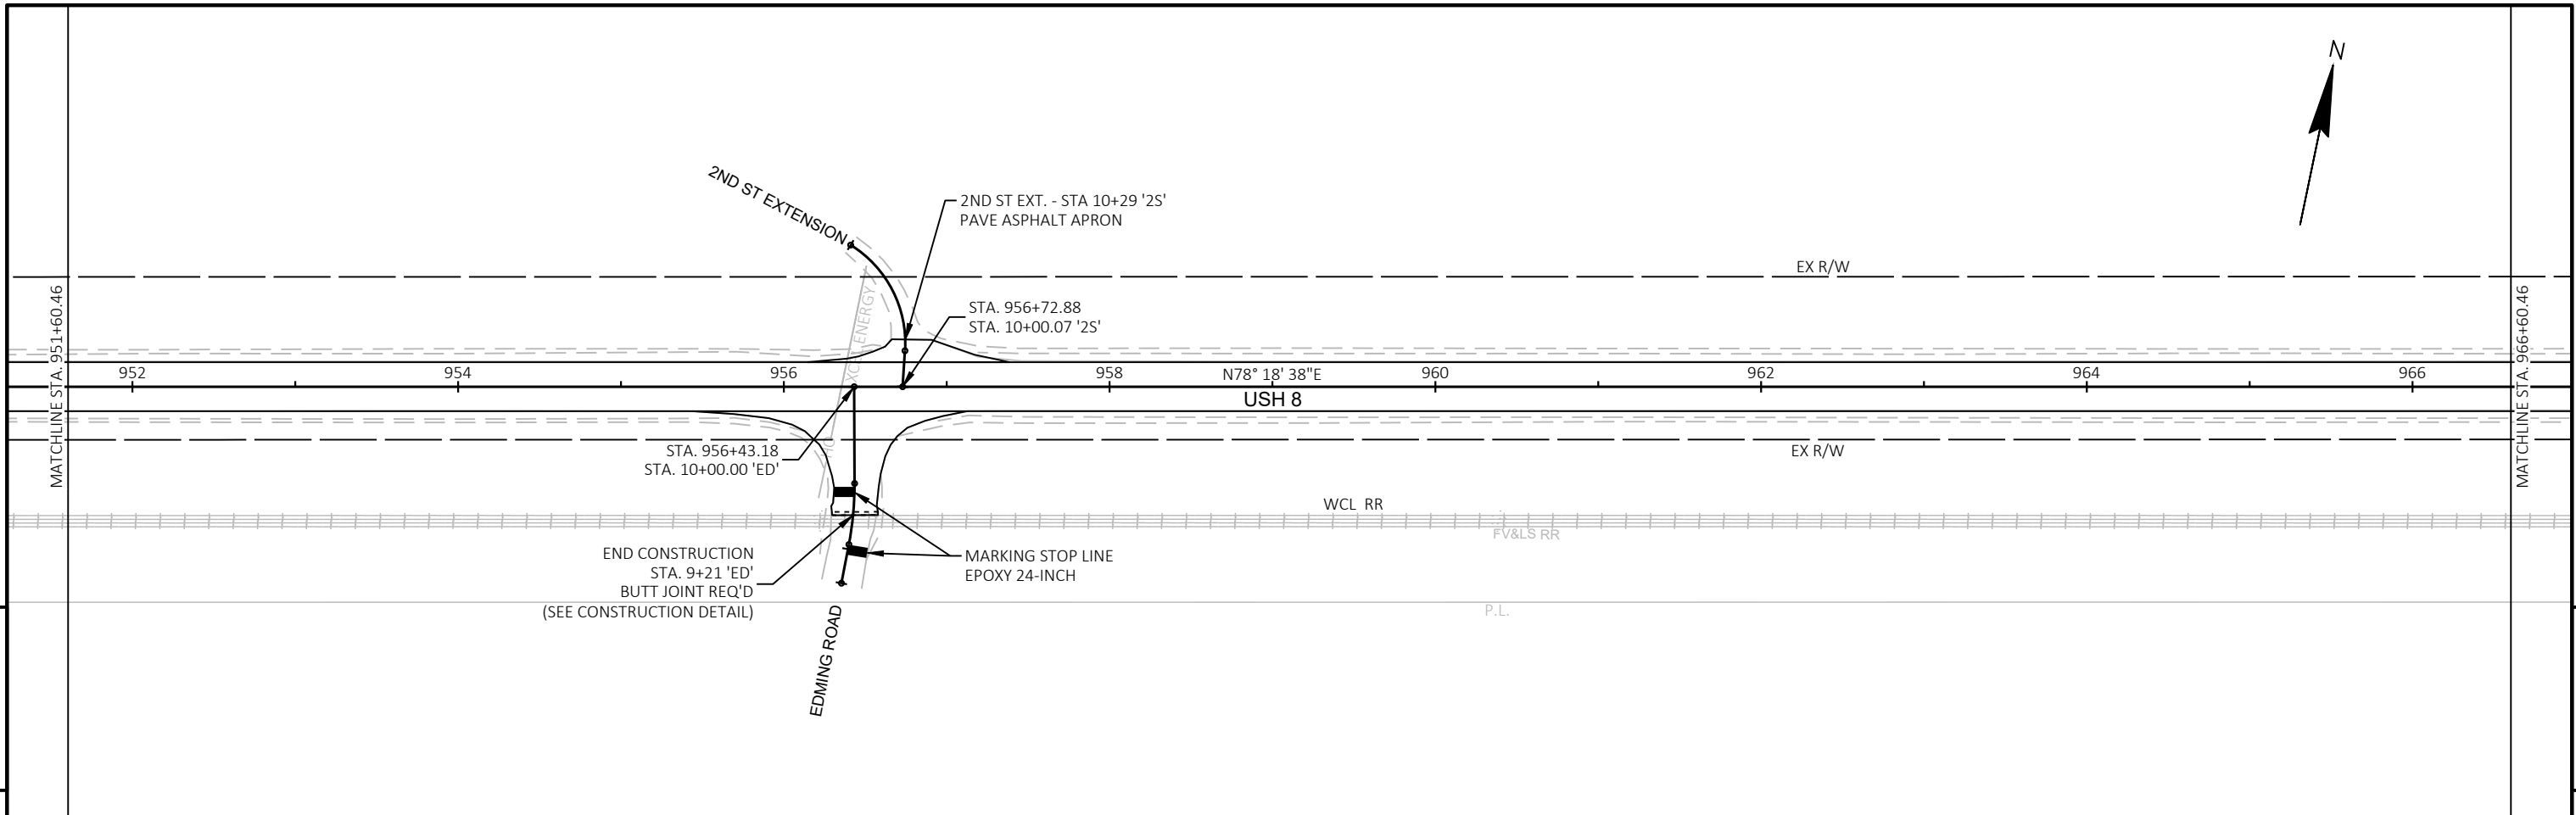 N
2ND ST EXTENSION
2ND ST EXT. - STA 10+29 '2S'
PAVE ASPHALT APRON
EX R/W
MATCHLINE STA. 951+60.46
MATCHLINE STA. 966+60.46
ENERGY
STA. 956+72.88
STA. 10+00.07 '2S'
952
954
956
958
N78° 18' 38"E
960
962
964
966
USH 8
STA. 956+43.18
STA. 10+00.00 'ED'
EX R/W
WCL RR
FV&LS RR
END CONSTRUCTION
STA. 9+21 'ED'
BUTT JOINT REQ'D
(SEE CONSTRUCTION DETAIL)
MARKING STOP LINE
EPOXY 24-INCH
P.L.
EDMING ROAD